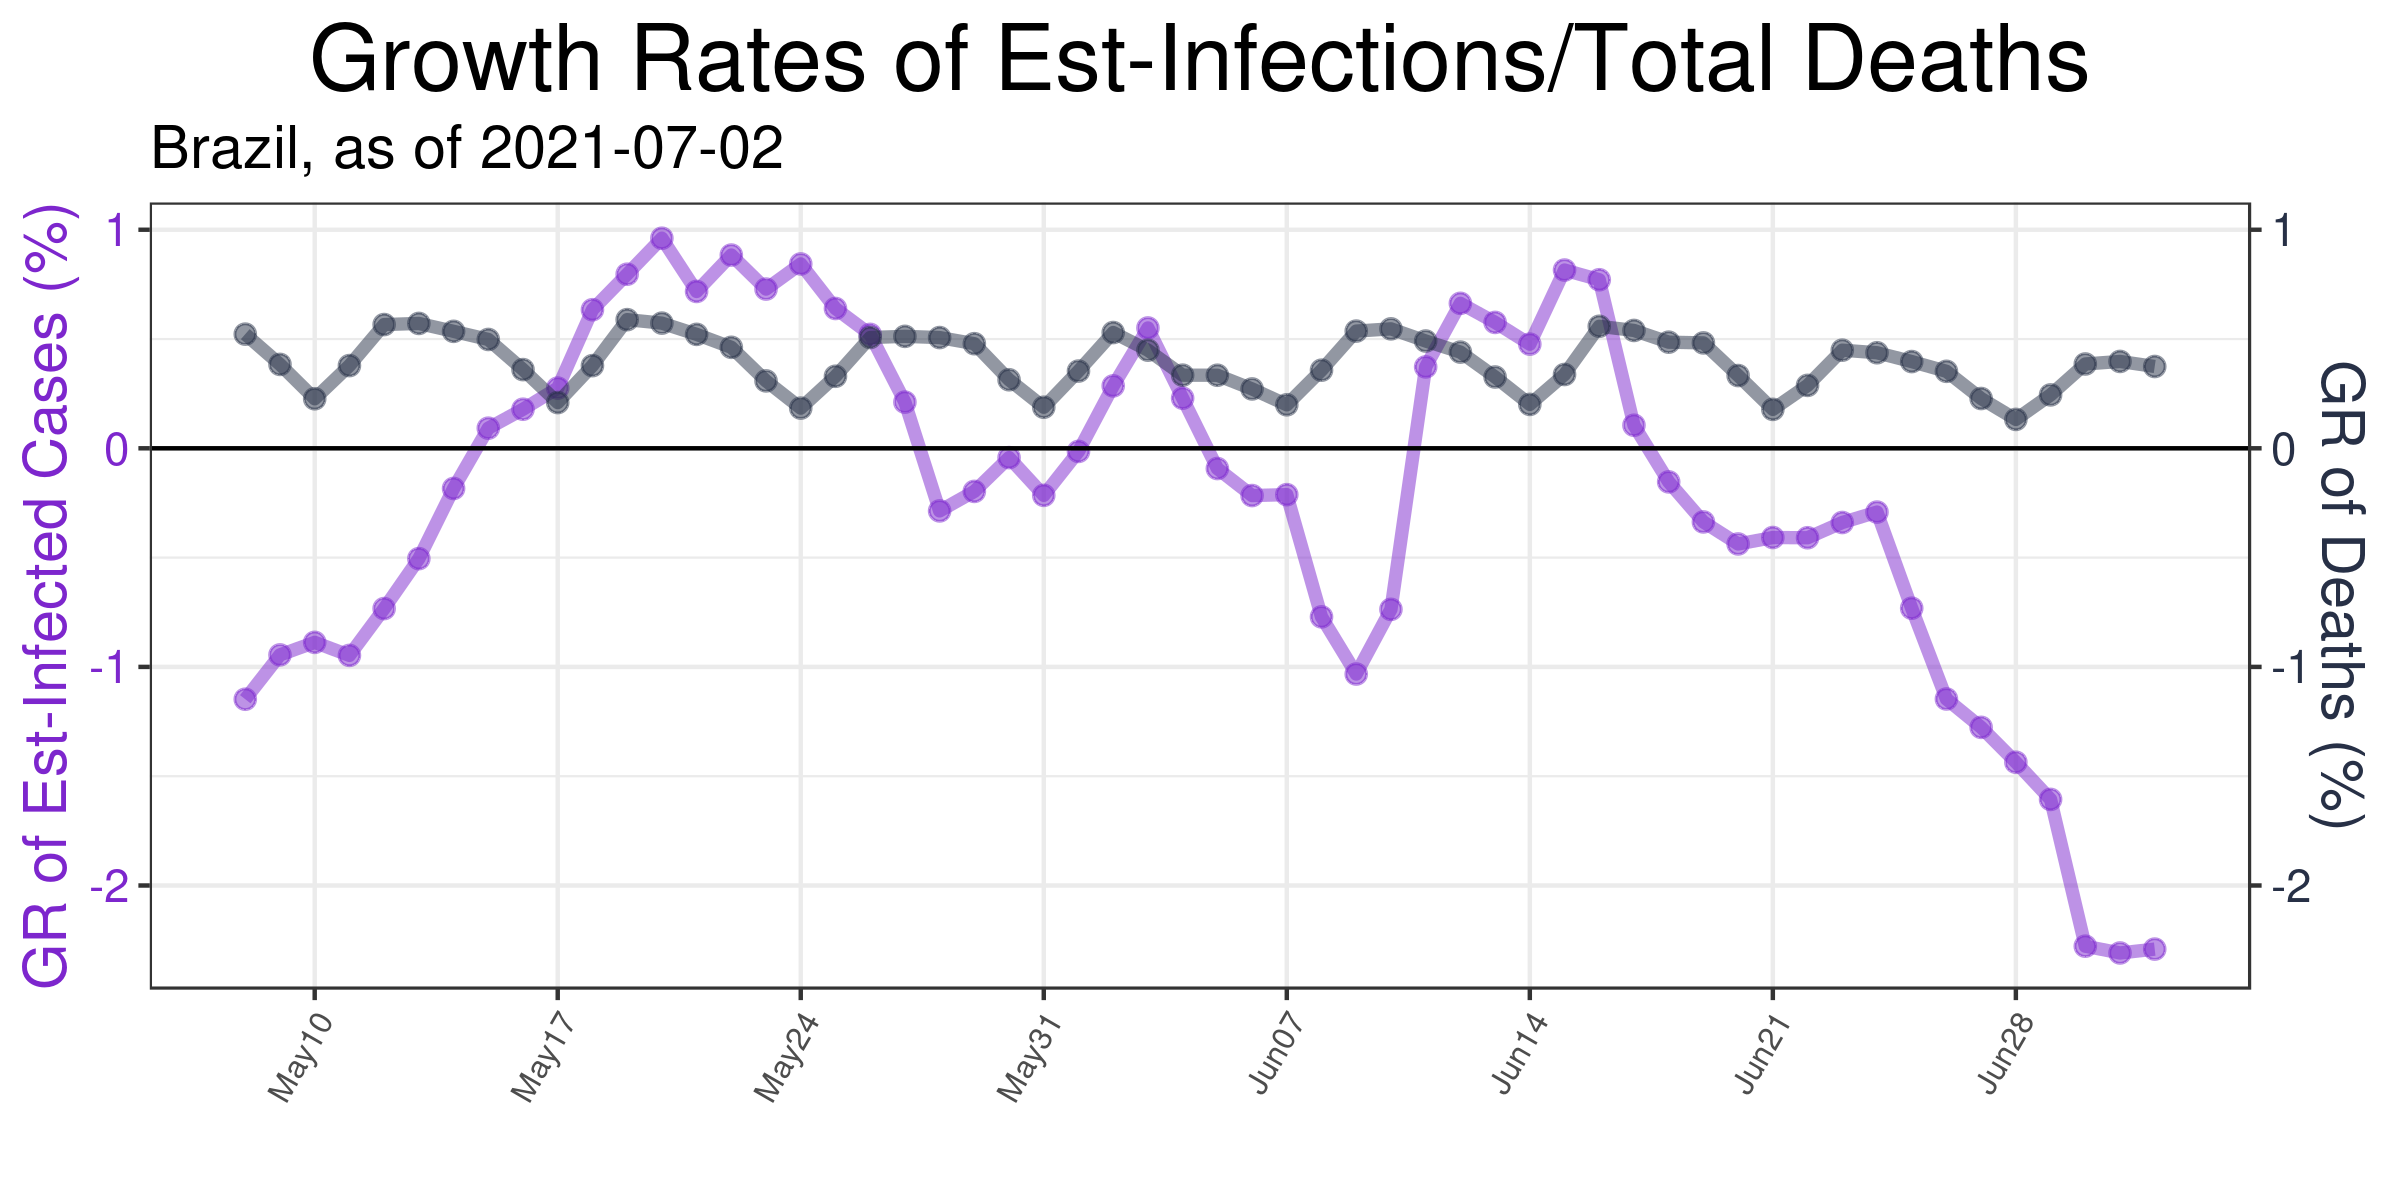 Growth Rates of Est-Infections/Total Deaths
Brazil, as of 2021-07-02
GR of Est-Infected Cases (%)
1
0
-1
-2
1
0
-1
-2
GR of Deaths (%)
May10
May17
May24
May31
Jun07
Jun14
Jun21
Jun28